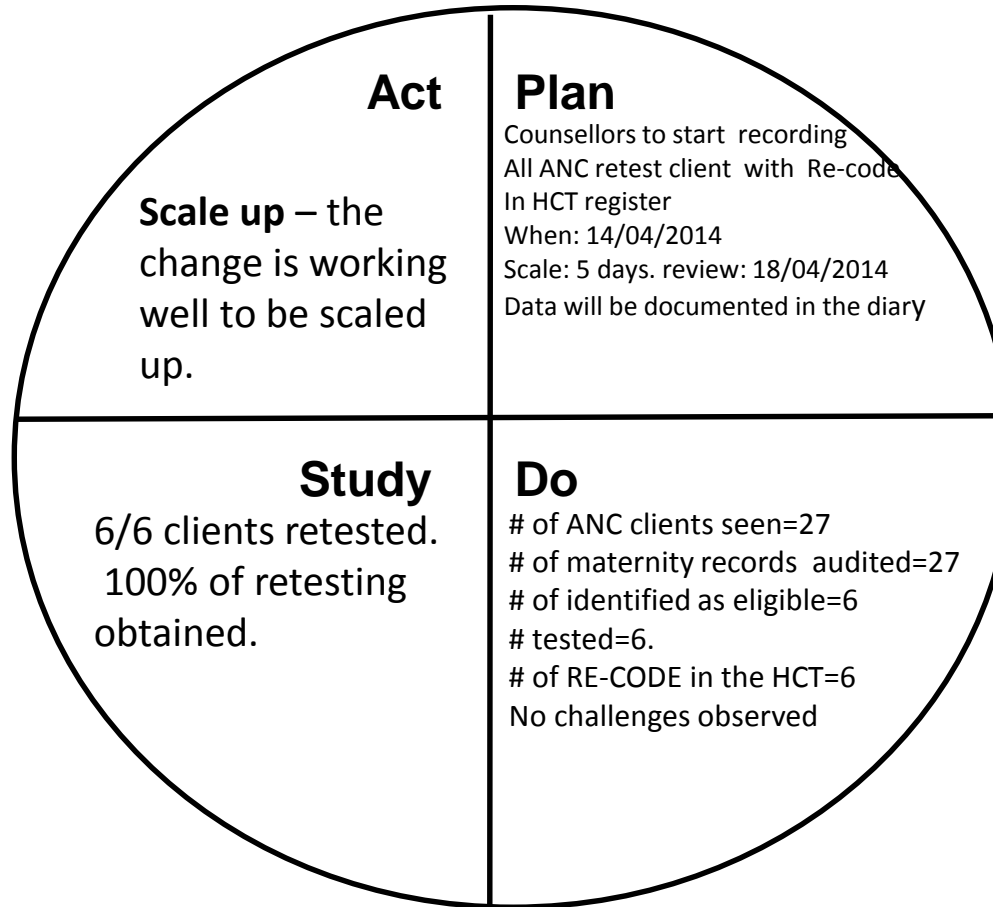 Act
Scale up – the
change is working
well to be scaled
up.
Plan
Counsellors to start recording
All ANC retest client with Re-code
In HCT register
When: 14/04/2014
Scale: 5 days. review: 18/04/2014
Data will be documented in the diary
Study
6/6 clients retested.
100% of retesting
obtained.
Do
# of ANC clients seen=27
# of maternity records audited=27
# of identified as eligible=6
# tested=6.
# of RE-CODE in the HCT=6
No challenges observed